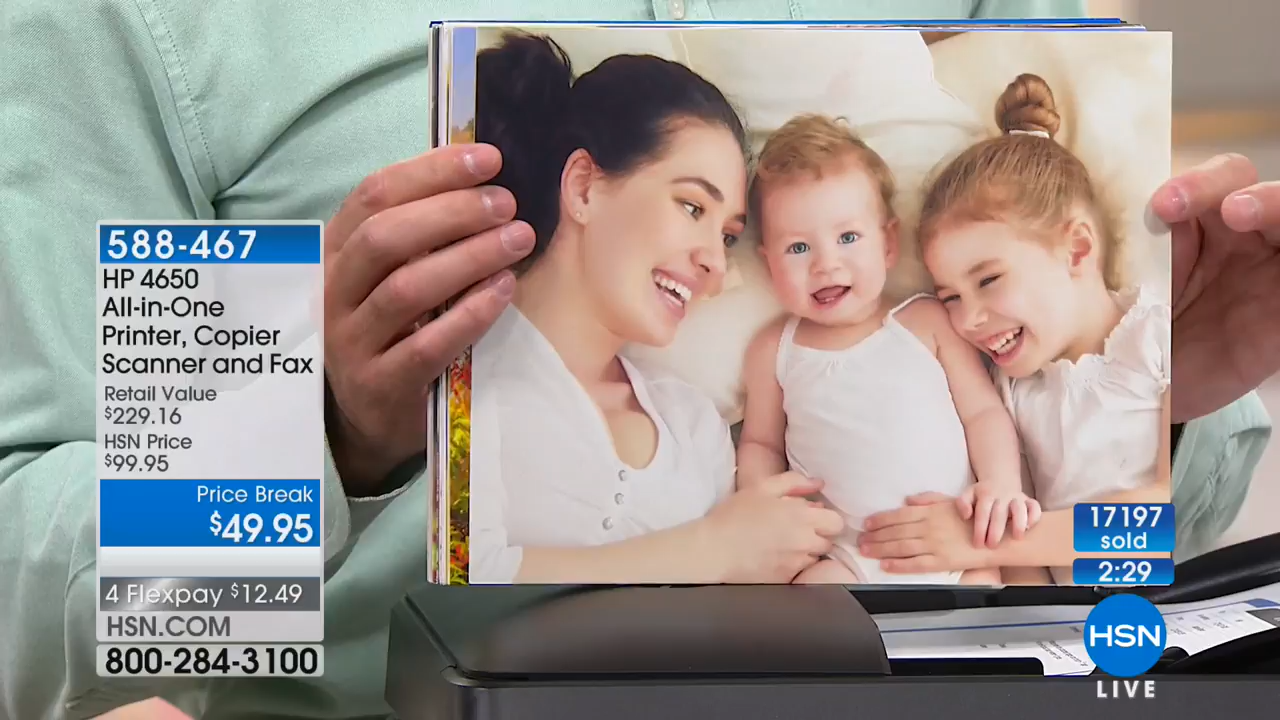 588-467
HP 4650
All-in-One
Printer, Copier
Scanner and Fax
Retail Value
$229.16
HSN Price
$99.95
Price Break
$49.95
4 Flexpay $12.49
HSN.COM
800-284-3100
17197
sold
2:29
HSN
LIVE